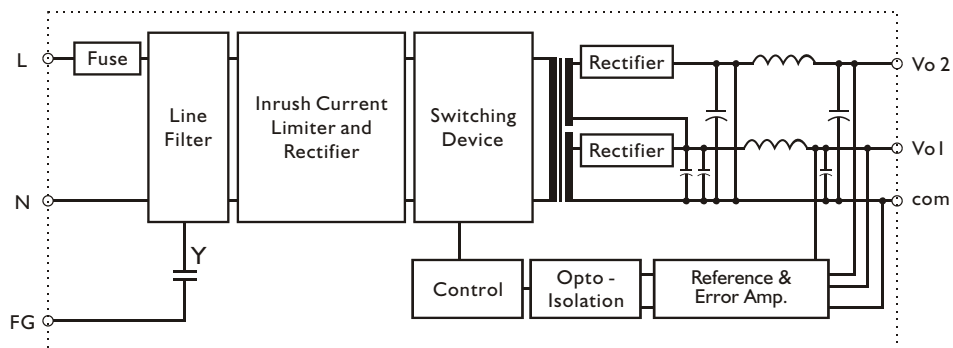 L
Fuse
Line
Filter
Inrush Current
Limiter and
Rectifier
Switching
Device
Rectifier
Vo 2
Rectifier
Vo1
N
com
Y
Control
Opto -
Isolation
Reference &
Error Amp.
FG